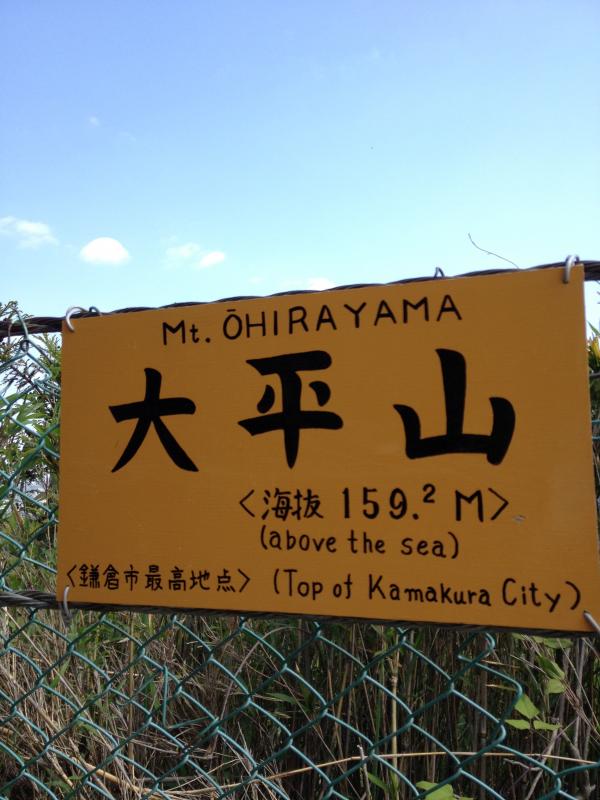 Mt. ŌHIRAYAMA
大平山
〈海抜 159.² M〉
(above the sea)
〈鎌倉市最高地点〉 (Top of Kamakura City)